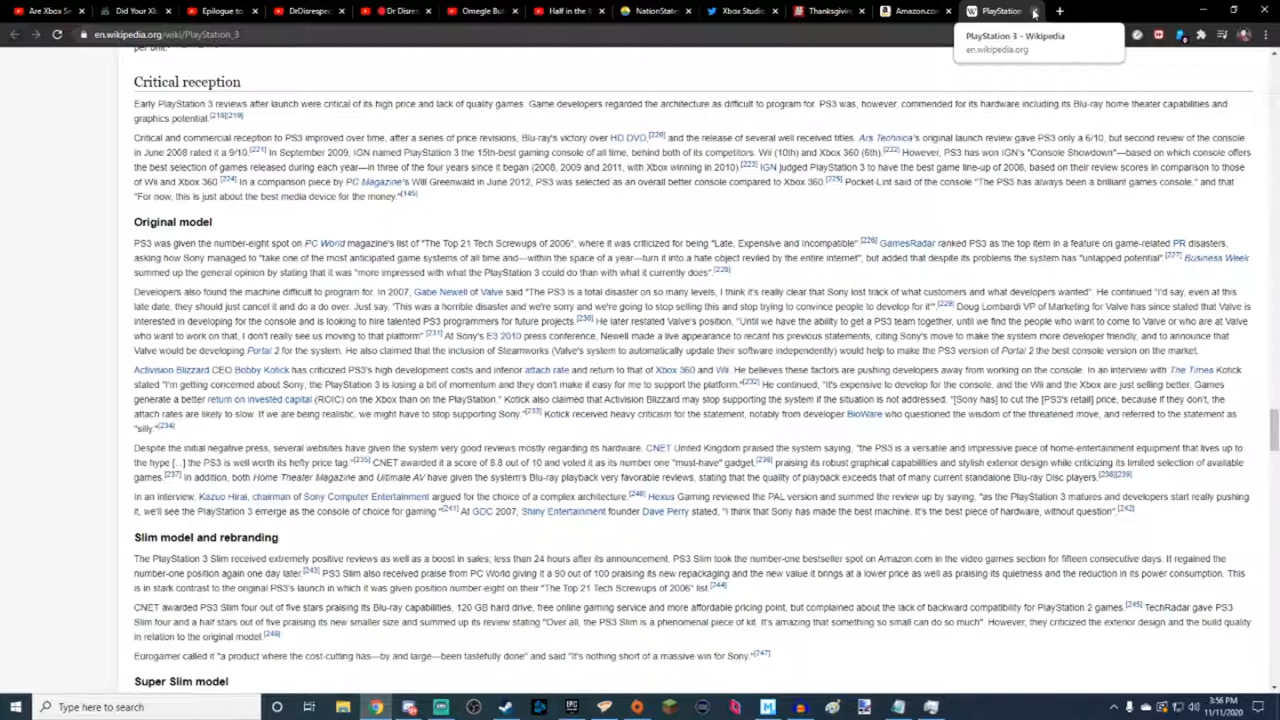 Are Xbox S
Did Your Xb
Epilogue to
DrDisrespec
Dr Disres
Omegle But
Half in the
NationState
Xbox Studio
Thanksgiving
Amazon.com
PlayStation
PlayStation 3 - Wikipedia
en.wikipedia.org
en.wikipedia.org/wiki/PlayStation_3
per unit.
Critical reception
Early PlayStation 3 reviews after launch were critical of its high price and lack of quality games. Game developers regarded the architecture as difficult to program for. PS3 was, however, commended for its hardware including its Blu-ray home theater capabilities and
graphics potential.[218][219]
Critical and commercial reception to PS3 improved over time, after a series of price revisions, Blu-ray's victory over HD DVD,[220] and the release of several well received titles. Ars Technica's original launch review gave PS3 only a 6/10, but second review of the console
in June 2008 rated it a 9/10.[221] In September 2009, IGN named PlayStation 3 the 15th-best gaming console of all time, behind both of its competitors: Wii (10th) and Xbox 360 (6th).[222] However, PS3 has won IGN's "Console Showdown"—based on which console offers
the best selection of games released during each year—in three of the four years since it began (2008, 2009 and 2011, with Xbox winning in 2010).[223] IGN judged PlayStation 3 to have the best game line-up of 2008, based on their review scores in comparison to those
of Wii and Xbox 360.[224] In a comparison piece by PC Magazine's Will Greenwald in June 2012, PS3 was selected as an overall better console compared to Xbox 360.[225] Pocket-Lint said of the console "The PS3 has always been a brilliant games console," and that
"For now, this is just about the best media device for the money."[145]
Original model
PS3 was given the number-eight spot on PC World magazine's list of "The Top 21 Tech Screwups of 2006", where it was criticized for being "Late, Expensive and Incompatible".[226] GamesRadar ranked PS3 as the top item in a feature on game-related PR disasters,
asking how Sony managed to "take one of the most anticipated game systems of all time and—within the space of a year—turn it into a hate object reviled by the entire internet", but added that despite its problems the system has "untapped potential".[227] Business Week
summed up the general opinion by stating that it was "more impressed with what the PlayStation 3 could do than with what it currently does".[228]
Developers also found the machine difficult to program for. In 2007, Gabe Newell of Valve said "The PS3 is a total disaster on so many levels, I think it's really clear that Sony lost track of what customers and what developers wanted". He continued "I'd say, even at this
late date, they should just cancel it and do a do over. Just say, 'This was a horrible disaster and we're sorry and we're going to stop selling this and stop trying to convince people to develop for it'".[229] Doug Lombardi VP of Marketing for Valve has since stated that Valve is
interested in developing for the console and is looking to hire talented PS3 programmers for future projects.[230] He later restated Valve's position, "Until we have the ability to get a PS3 team together, until we find the people who want to come to Valve or who are at Valve
who want to work on that, I don't really see us moving to that platform".[231] At Sony's E3 2010 press conference, Newell made a live appearance to recant his previous statements, citing Sony's move to make the system more developer friendly, and to announce that
Valve would be developing Portal 2 for the system. He also claimed that the inclusion of Steamworks (Valve's system to automatically update their software independently) would help to make the PS3 version of Portal 2 the best console version on the market.
Activision Blizzard CEO Bobby Kotick has criticized PS3's high development costs and inferior attach rate and return to that of Xbox 360 and Wii. He believes these factors are pushing developers away from working on the console. In an interview with The Times Kotick
stated "I'm getting concerned about Sony; the PlayStation 3 is losing a bit of momentum and they don't make it easy for me to support the platform."[232] He continued, "It's expensive to develop for the console, and the Wii and the Xbox are just selling better. Games
generate a better return on invested capital (ROIC) on the Xbox than on the PlayStation." Kotick also claimed that Activision Blizzard may stop supporting the system if the situation is not addressed. "[Sony has] to cut the [PS3's retail] price, because if they don't, the
attach rates are likely to slow. If we are being realistic, we might have to stop supporting Sony."[233] Kotick received heavy criticism for the statement, notably from developer BioWare who questioned the wisdom of the threatened move, and referred to the statement as
"silly."[234]
Despite the initial negative press, several websites have given the system very good reviews mostly regarding its hardware. CNET United Kingdom praised the system saying, "the PS3 is a versatile and impressive piece of home-entertainment equipment that lives up to
the hype [...] the PS3 is well worth its hefty price tag."[235] CNET awarded it a score of 8.8 out of 10 and voted it as its number one "must-have" gadget,[236] praising its robust graphical capabilities and stylish exterior design while criticizing its limited selection of available
games.[237] In addition, both Home Theater Magazine and Ultimate AV have given the system's Blu-ray playback very favorable reviews, stating that the quality of playback exceeds that of many current standalone Blu-ray Disc players.[238][239]
In an interview, Kazuo Hirai, chairman of Sony Computer Entertainment argued for the choice of a complex architecture.[240] Hexus Gaming reviewed the PAL version and summed the review up by saying, "as the PlayStation 3 matures and developers start really pushing
it, we'll see the PlayStation 3 emerge as the console of choice for gaming."[241] At GDC 2007, Shiny Entertainment founder Dave Perry stated, "I think that Sony has made the best machine. It's the best piece of hardware, without question".[242]
Slim model and rebranding
The PlayStation 3 Slim received extremely positive reviews as well as a boost in sales; less than 24 hours after its announcement, PS3 Slim took the number-one bestseller spot on Amazon.com in the video games section for fifteen consecutive days. It regained the
number-one position again one day later.[243] PS3 Slim also received praise from PC World giving it a 90 out of 100 praising its new repackaging and the new value it brings at a lower price as well as praising its quietness and the reduction in its power consumption. This
is in stark contrast to the original PS3's launch in which it was given position number-eight on their "The Top 21 Tech Screwups of 2006" list.[244]
CNET awarded PS3 Slim four out of five stars praising its Blu-ray capabilities, 120 GB hard drive, free online gaming service and more affordable pricing point, but complained about the lack of backward compatibility for PlayStation 2 games.[245] TechRadar gave PS3
Slim four and a half stars out of five praising its new smaller size and summed up its review stating "Over all, the PS3 Slim is a phenomenal piece of kit. It's amazing that something so small can do so much". However, they criticized the exterior design and the build quality
in relation to the original model.[246]
Eurogamer called it "a product where the cost-cutting has—by and large—been tastefully done" and said "It's nothing short of a massive win for Sony."[247]
Super Slim model
Type here to search
3:56 PM
11/11/2020